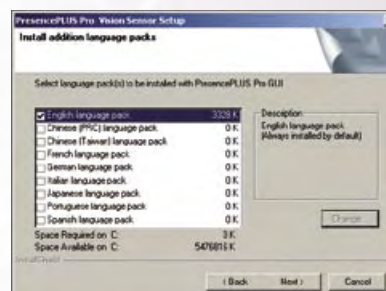 PresencePLUS Pro Vision Sensor Setup
Install addition language packs
Select language pack(s) to be installed with PresencePLUS Pro GUI
English language pack 3328 K
Chinese (PRC) language pack 0 K
Chinese (Taiwan) language pack 0 K
French language pack 0 K
German language pack 0 K
Italian language pack 0 K
Japanese language pack 0 K
Portuguese language pack 0 K
Spanish language pack 0 K
Description
English language pack
(Always installed by default)
Change
Space Required on C: 3 K
Space Available on C: 5476816 K
InstallShield
< Back
Next >
Cancel